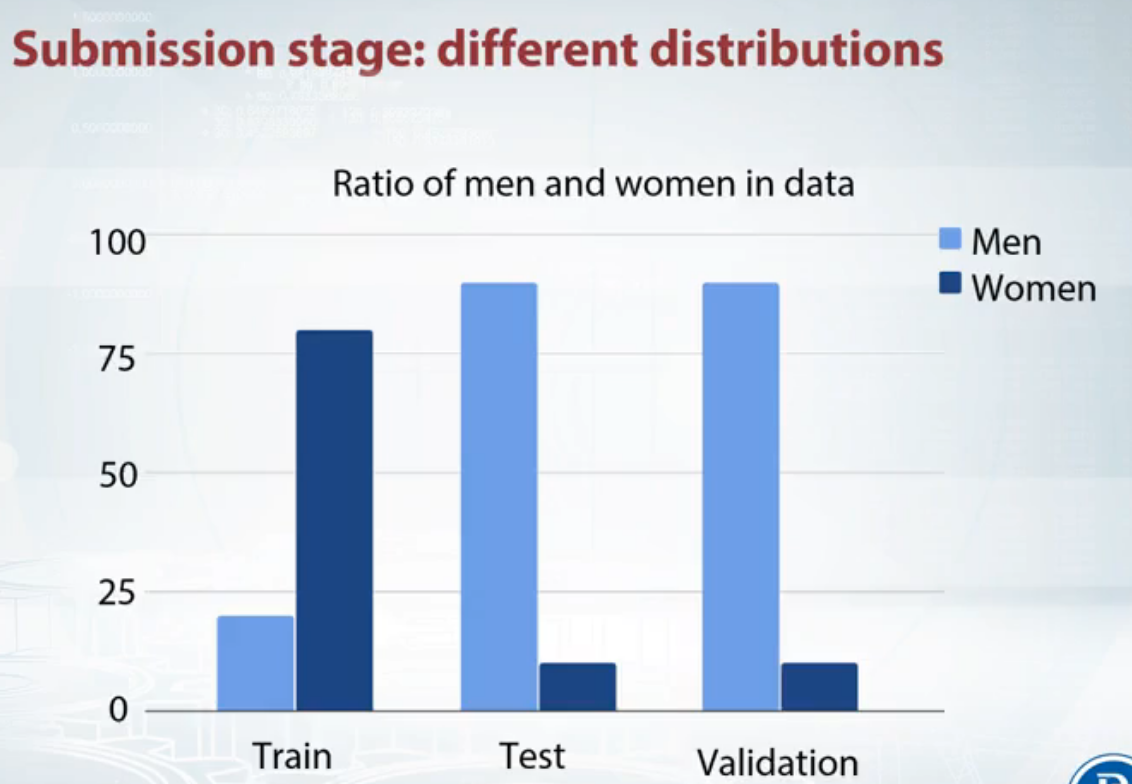 Submission stage: different distributions
Ratio of men and women in data
100
75
50
25
0
Men
Women
Train
Test
Validation